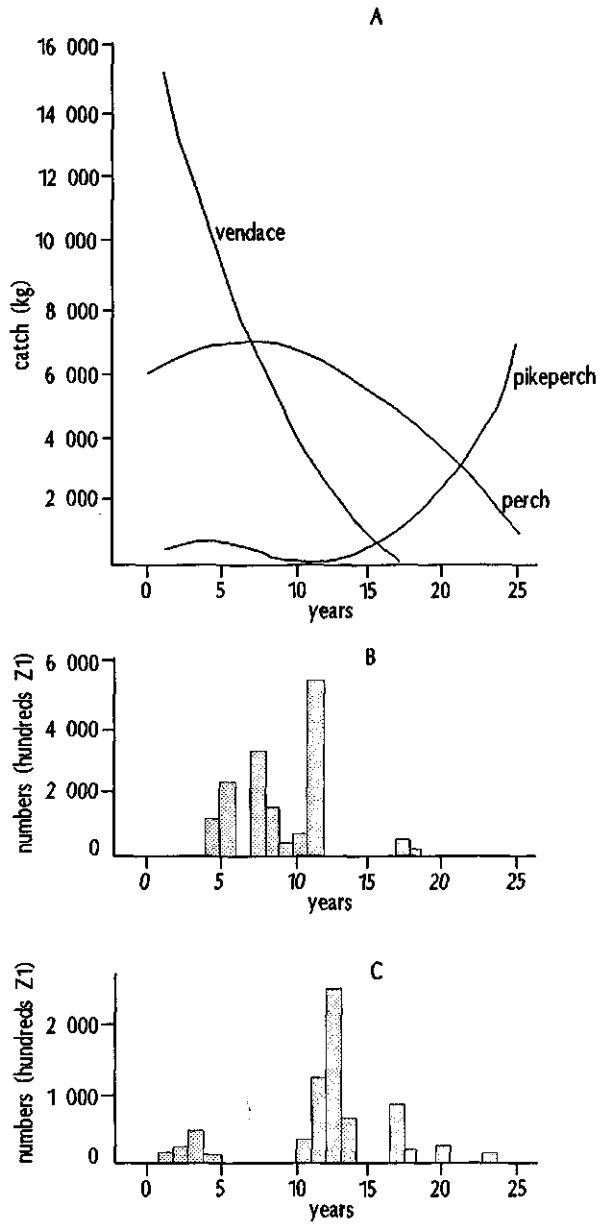 A
16 000
14 000
12 000
10 000
8 000
6 000
4 000
2 000
catch (kg)
vendace
pikeperch
perch
0 5 10 15 20 25
years
B
6 000
4 000
2 000
0
numbers (hundreds Z1)
0 5 10 15 20 25
years
C
2 000
1 000
0
numbers (hundreds Z1)
0 5 10 15 20 25
years